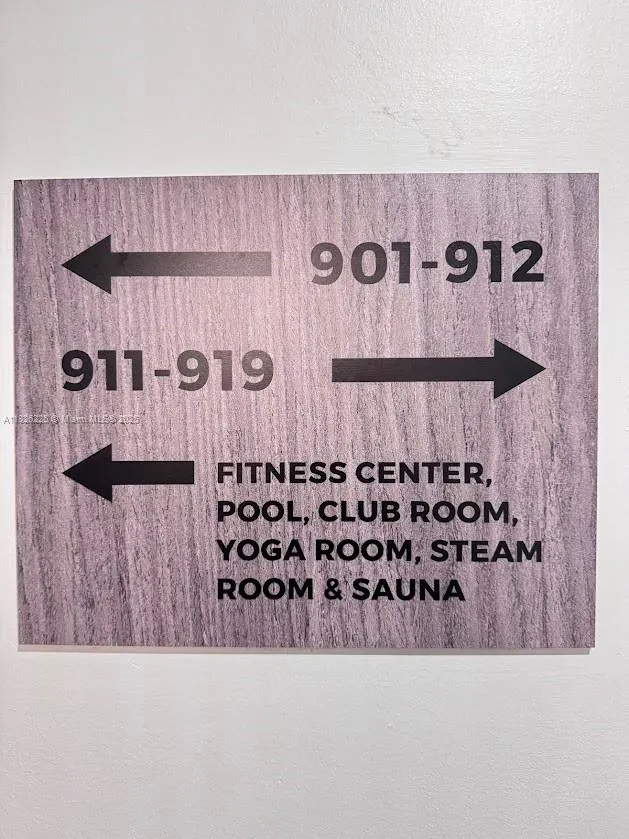 901-912
911-919
FITNESS CENTER,
POOL, CLUB ROOM,
YOGA ROOM, STEAM
ROOM & SAUNA